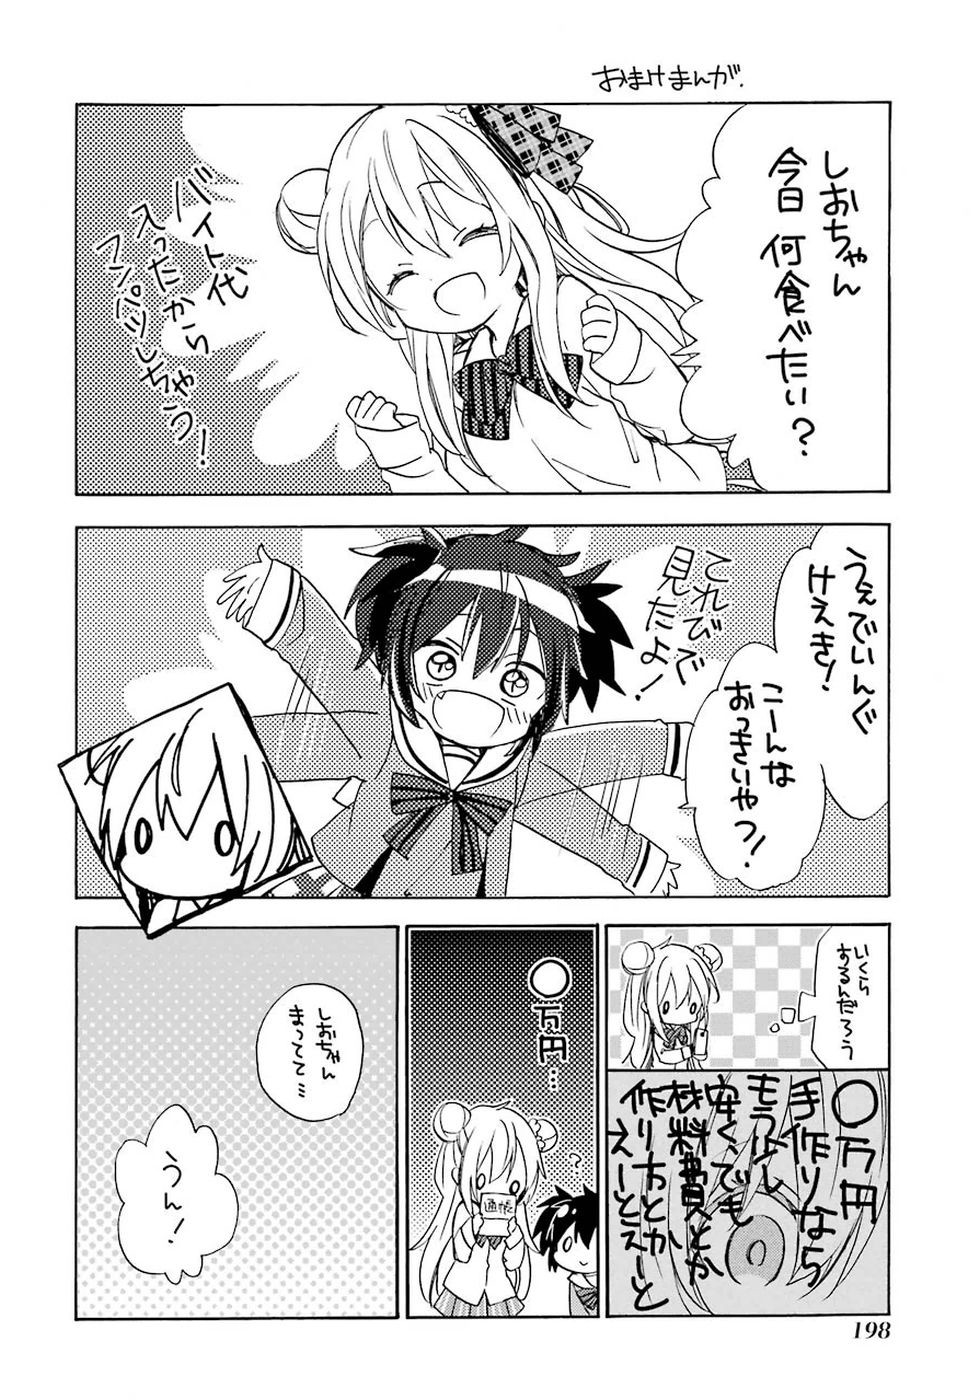 おまけまんが.
しおちゃん
今日 何食べたい?
バイト代
入ったから
フンパツしちゃう!
うぇでぃんぐ
けえき!
こーんな
おっきいやつ!
これびで
見たよ!
いくら
するんだろう
〇万円
手作りなら
もう少し
安く、でも
材料費とか
作り方とか
えーとえーと
●万円…
?
通帳
しおちゃん
まってて…
うん!
198